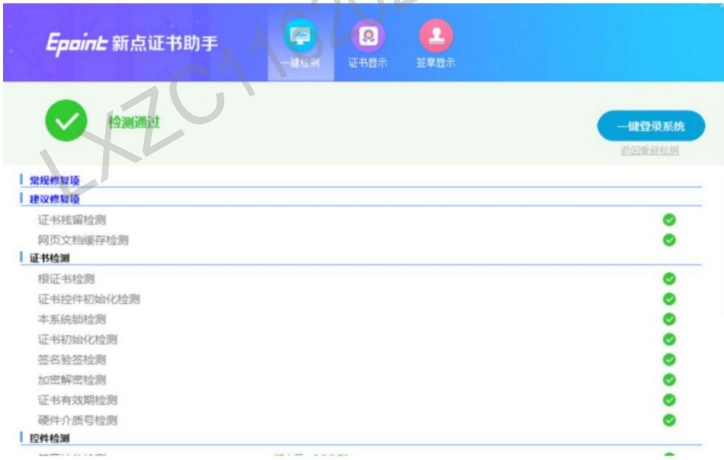 Epoint 新点证书助手
一键检测
证书显示
签章显示
检测通过
一键登录系统
返回重新检测
常规修复项
建议修复项
证书残留检测
网页文档缓存检测
证书检测
根证书检测
证书控件初始化检测
本系统锁检测
证书初始化检测
签名验签检测
加密解密检测
证书有效期检测
硬件介质号检测
控件检测